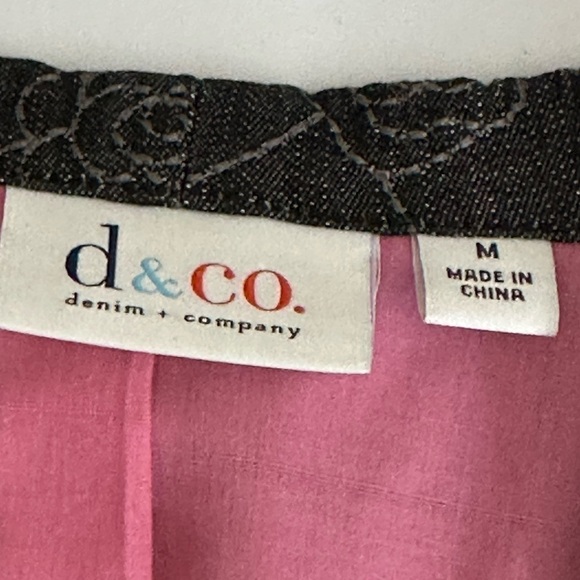 d&co.
denim + company
M
MADE IN
CHINA